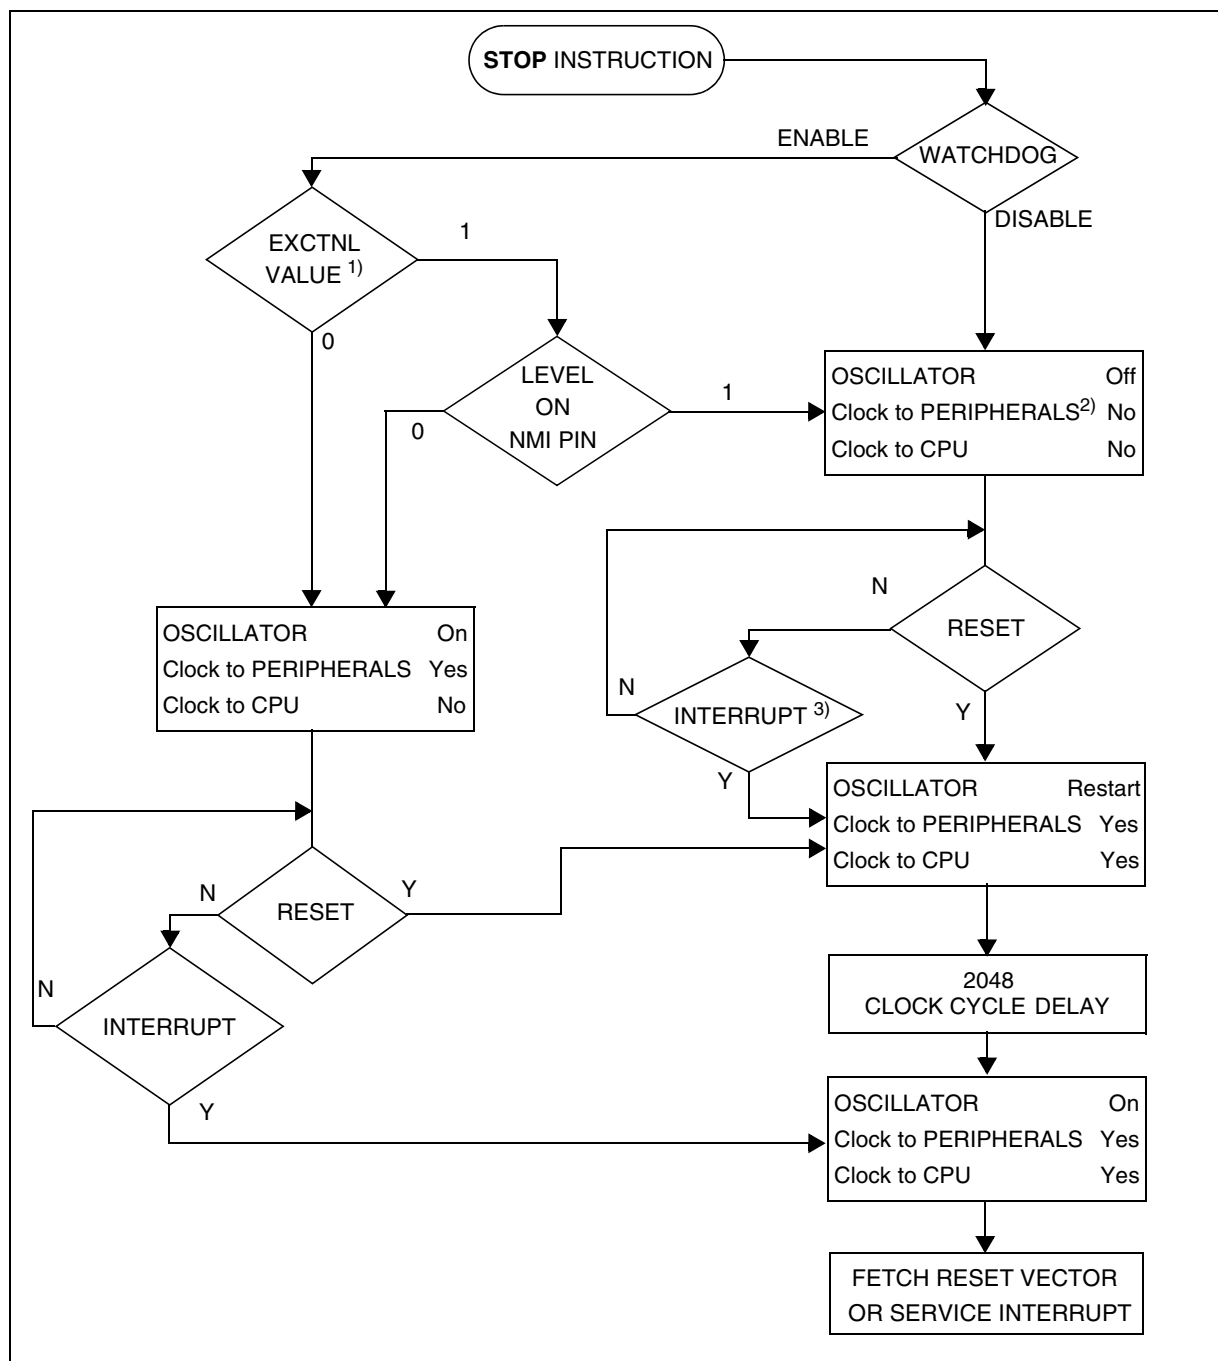 STOP INSTRUCTION
ENABLE
WATCHDOG
DISABLE
EXCTNL
VALUE 1)
1
0
LEVEL
ON
NMI PIN
1
0
OSCILLATOR Off
Clock to PERIPHERALS2) No
Clock to CPU No
N
RESET
Y
OSCILLATOR On
Clock to PERIPHERALS Yes
Clock to CPU No
N
INTERRUPT 3)
Y
OSCILLATOR Restart
Clock to PERIPHERALS Yes
Clock to CPU Yes
N
RESET
Y
N
INTERRUPT
Y
2048
CLOCK CYCLE DELAY
OSCILLATOR On
Clock to PERIPHERALS Yes
Clock to CPU Yes
FETCH RESET VECTOR
OR SERVICE INTERRUPT